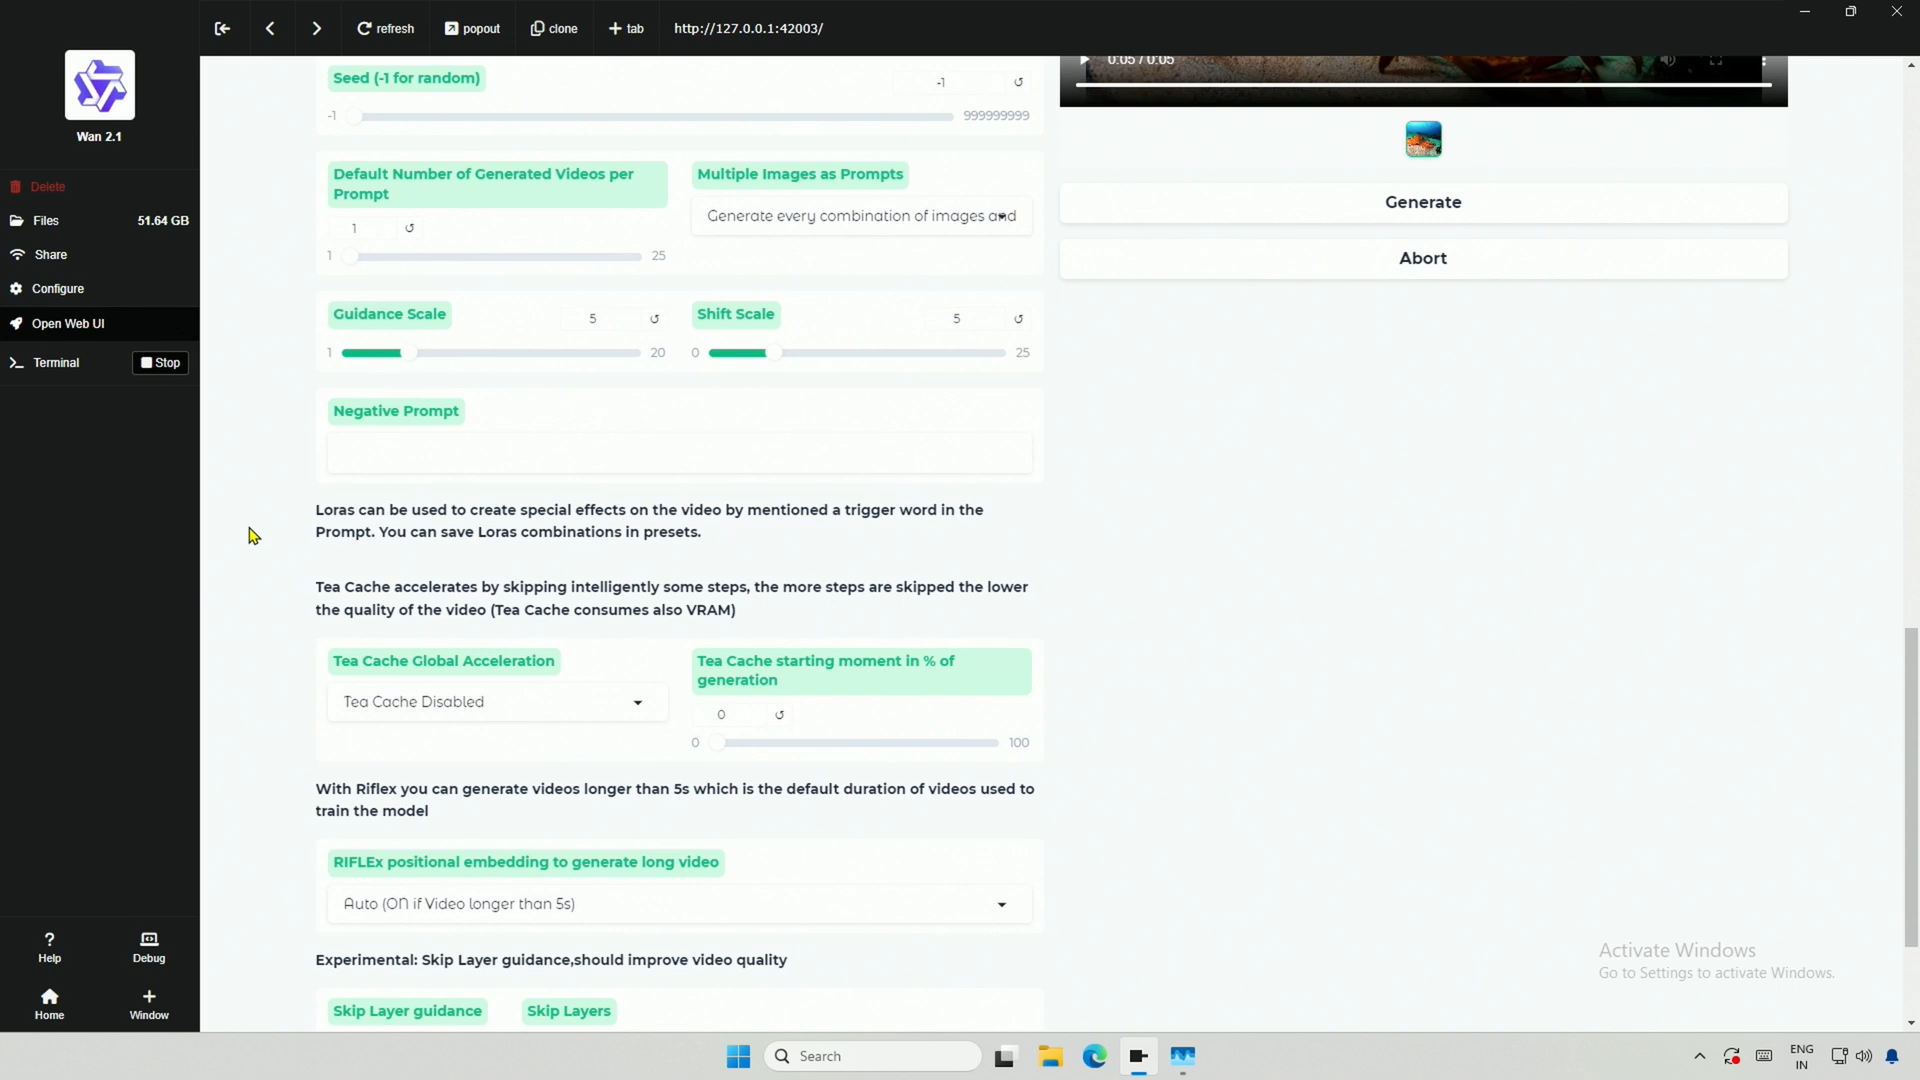 refresh
popout
clone
tab
http://127.0.0.1:42003/
Wan 2.1
Delete
Files 51.64 GB
Share
Configure
Open Web UI
Terminal Stop
Help
Debug
Home
Window
Seed (-1 for random)
-1
-1 999999999
Default Number of Generated Videos per
Prompt
1
1 25
Multiple Images as Prompts
Generate every combination of images and
Guidance Scale
5
1 20
Shift Scale
5
0 25
Negative Prompt
Loras can be used to create special effects on the video by mentioned a trigger word in the
Prompt. You can save Loras combinations in presets.
Tea Cache accelerates by skipping intelligently some steps, the more steps are skipped the lower
the quality of the video (Tea Cache consumes also VRAM)
Tea Cache Global Acceleration
Tea Cache Disabled
Tea Cache starting moment in % of
generation
0
0 100
With Riflex you can generate videos longer than 5s which is the default duration of videos used to
train the model
RIFLEx positional embedding to generate long video
Auto (ON if Video longer than 5s)
Experimental: Skip Layer guidance,should improve video quality
Skip Layer guidance
Skip Layers
0:05 / 0:05
Generate
Abort
Activate Windows
Go to Settings to activate Windows.
Search
ENG
IN